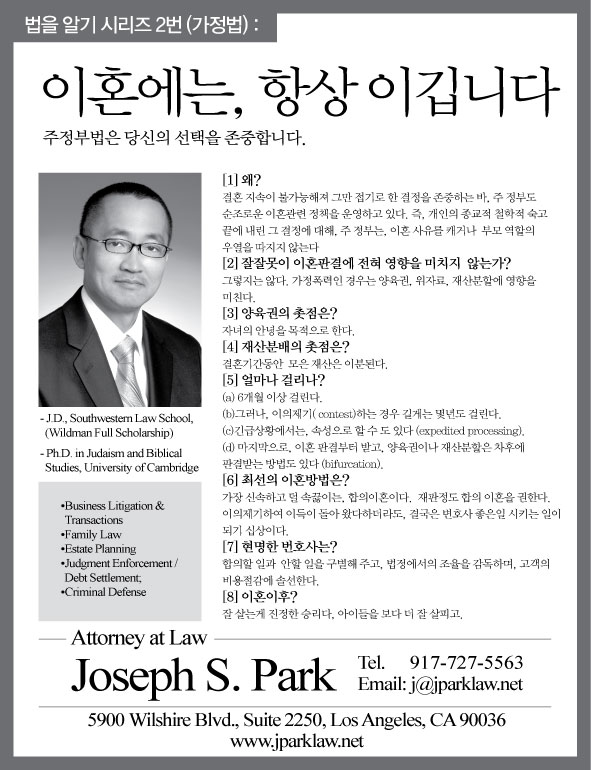 법을 알기 시리즈 2번 (가정법) :
이혼에는, 항상 이깁니다
주정부법은 당신의 선택을 존중합니다.
[1] 왜?
결혼 지속이 불가능해져 그만 접기로 한 결정을 존중하는 바, 주 정부도
순조로운 이혼관련 정책을 운영하고 있다. 즉, 개인의 종교적 철학적 숙고
끝에 내린 그 결정에 대해, 주 정부는, 이혼 사유를 캐거나 부모 역할의
우열을 따지지 않는다
[2] 잘잘못이 이혼판결에 전혀 영향을 미치지 않는가?
그렇지는 않다. 가정폭력인 경우는 양육권, 위자료, 재산분할에 영향을
미친다.
[3] 양육권의 촛점은?
자녀의 안녕을 목적으로 한다.
[4] 재산분배의 촛점은?
결혼기간동안 모은 재산은 이분된다.
[5] 얼마나 걸리나?
(a) 6개월 이상 걸린다.
(b)그러나, 이의제기( contest)하는 경우 길게는 몇년도 걸린다.
(c)긴급상황에서는, 속성으로 할 수 도 있다 (expedited processing).
(d) 마지막으로, 이혼 판결부터 받고, 양육권이나 재산분할은 차후에
판결받는 방법도 있다 (bifurcation).
[6] 최선의 이혼방법은?
가장 신속하고 덜 속끓이는, 합의이혼이다. 재판정도 합의 이혼을 권한다.
이의제기하여 이득이 돌아 왔다하더라도, 결국은 변호사 좋은일 시키는 일이
되기 십상이다.
[7] 현명한 번호사는?
합의할 일과 안할 일을 구별해 주고, 법정에서의 조율을 감독하며, 고객의
비용절감에 솔선한다.
[8] 이혼이후?
잘 살는게 진정한 승리다, 아이들을 보다 더 잘 살피고.
- J.D., Southwestern Law School,
(Wildman Full Scholarship)
- Ph.D. in Judaism and Biblical
Studies, University of Cambridge
•Business Litigation &
Transactions
•Family Law
•Estate Planning
•Judgment Enforcement /
Debt Settlement;
•Criminal Defense
Attorney at Law
Joseph S. Park
Tel. 917-727-5563
Email: j@jparklaw.net
5900 Wilshire Blvd., Suite 2250, Los Angeles, CA 90036
www.jparklaw.net